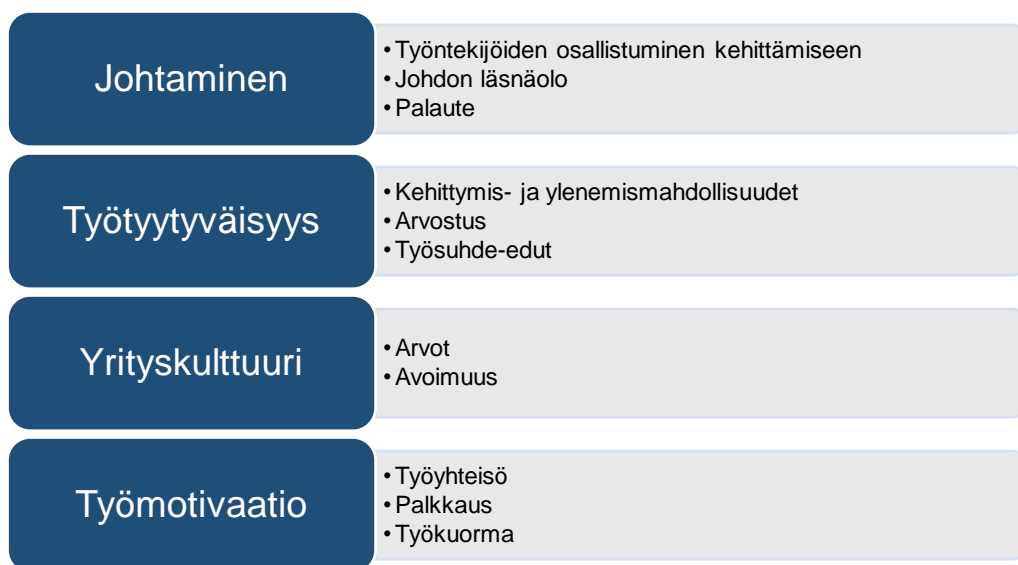 Johtaminen
• Työntekijöiden osallistuminen kehittämiseen
• Johdon läsnäolo
• Palaute
Työtyytyväisyys
• Kehittymis- ja ylenemismahdollisuudet
• Arvostus
• Työsuhde-edut
Yrityskulttuuri
• Arvot
• Avoimuus
Työmotivaatio
• Työyhteisö
• Palkkaus
• Työkuorma